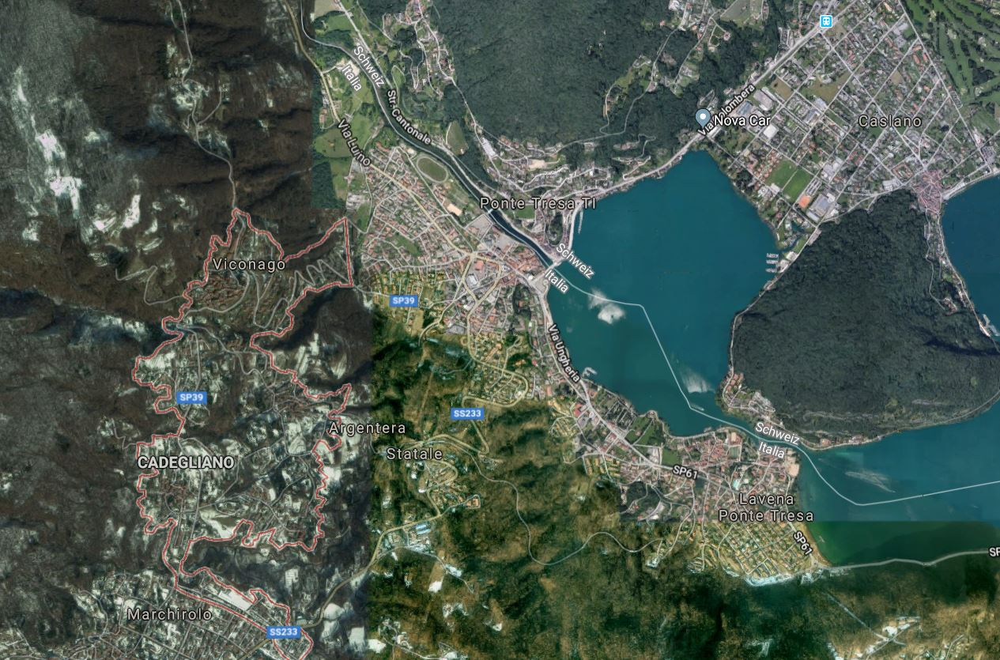 Schweiz
Italia
Str. Cantonale
Via Luino
Via Colombera
Nova Car
Caslano
Ponte Tresa TI
Viconago
Schweiz
Italia
SP39
Via Ungheria
SP39
SS233
Argentera
Schweiz
Italia
Statale
CADEGLIANO
SP61
Lavena
Ponte Tresa
SP61
SP
Marchirolo
SS233